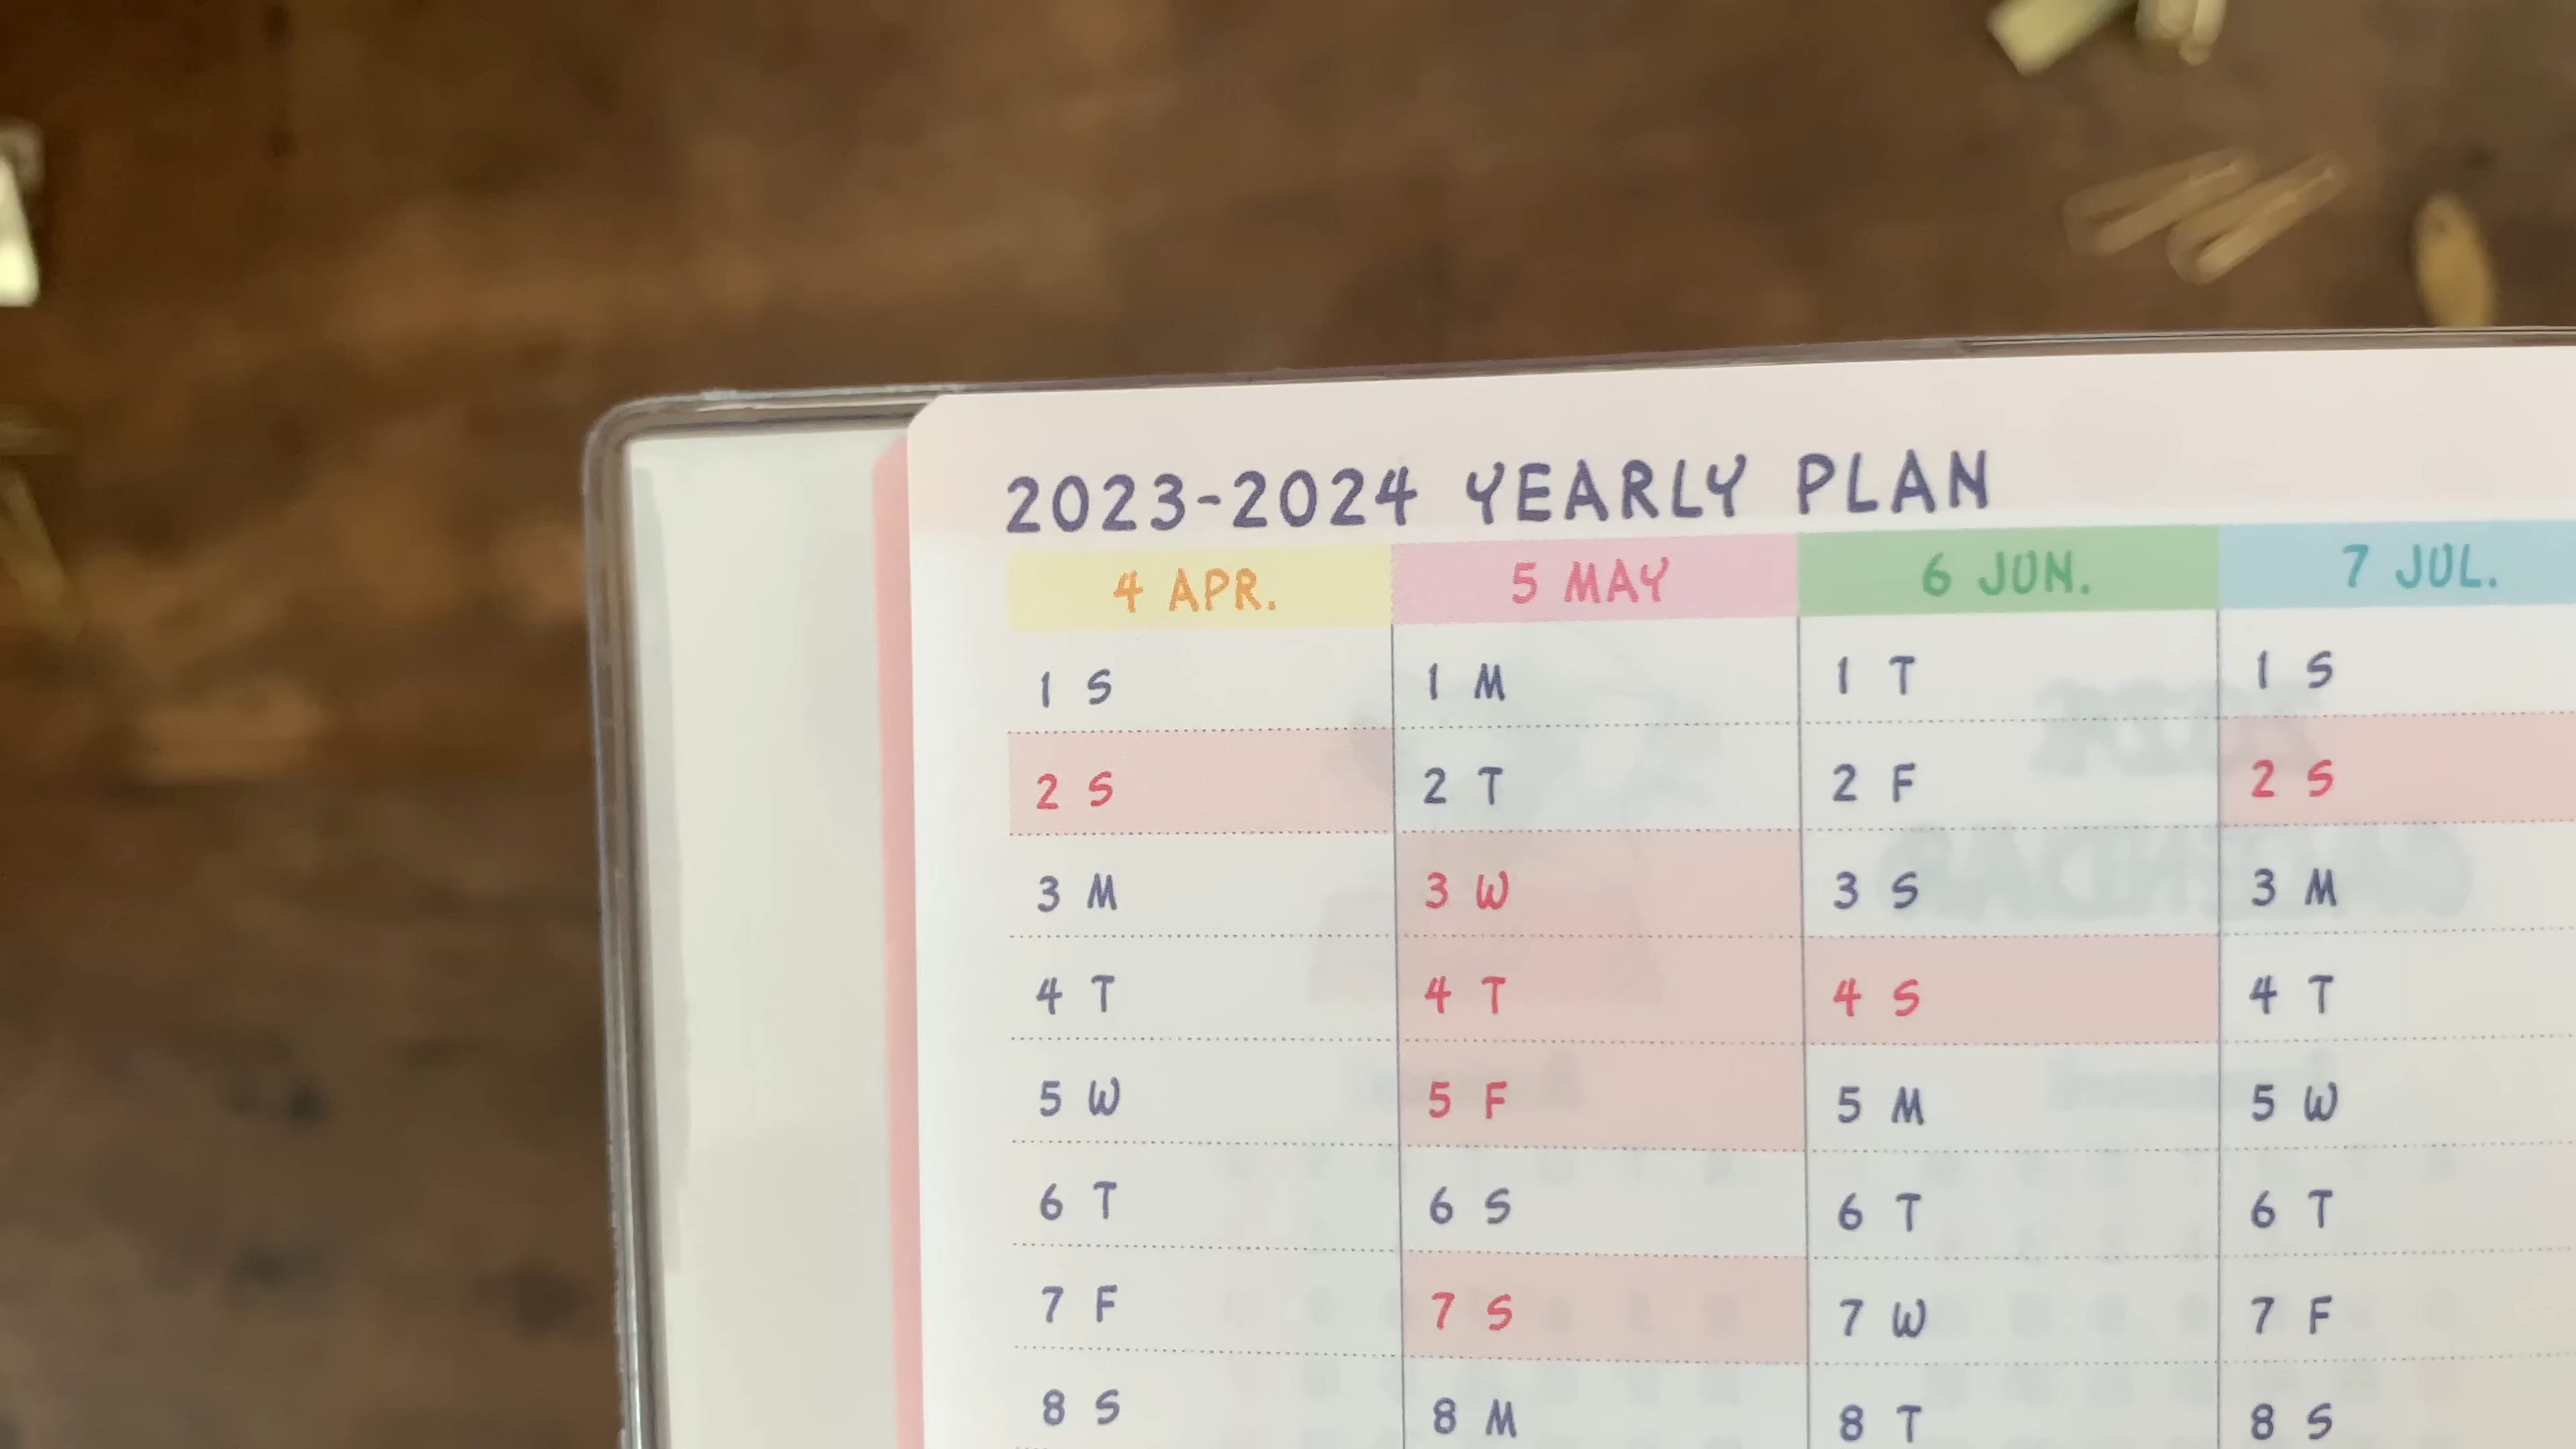 2023-2024 YEARLY PLAN
4 APR. 5 MAY 6 JUN. 7 JUL.
1 S 1 M 1 T 1 S
2 S 2 T 2 F 2 S
3 M 3 W 3 S 3 M
4 T 4 T 4 S 4 T
5 W 5 F 5 M 5 W
6 T 6 S 6 T 6 T
7 F 7 S 7 W 7 F
8 S 8 M 8 T 8 S